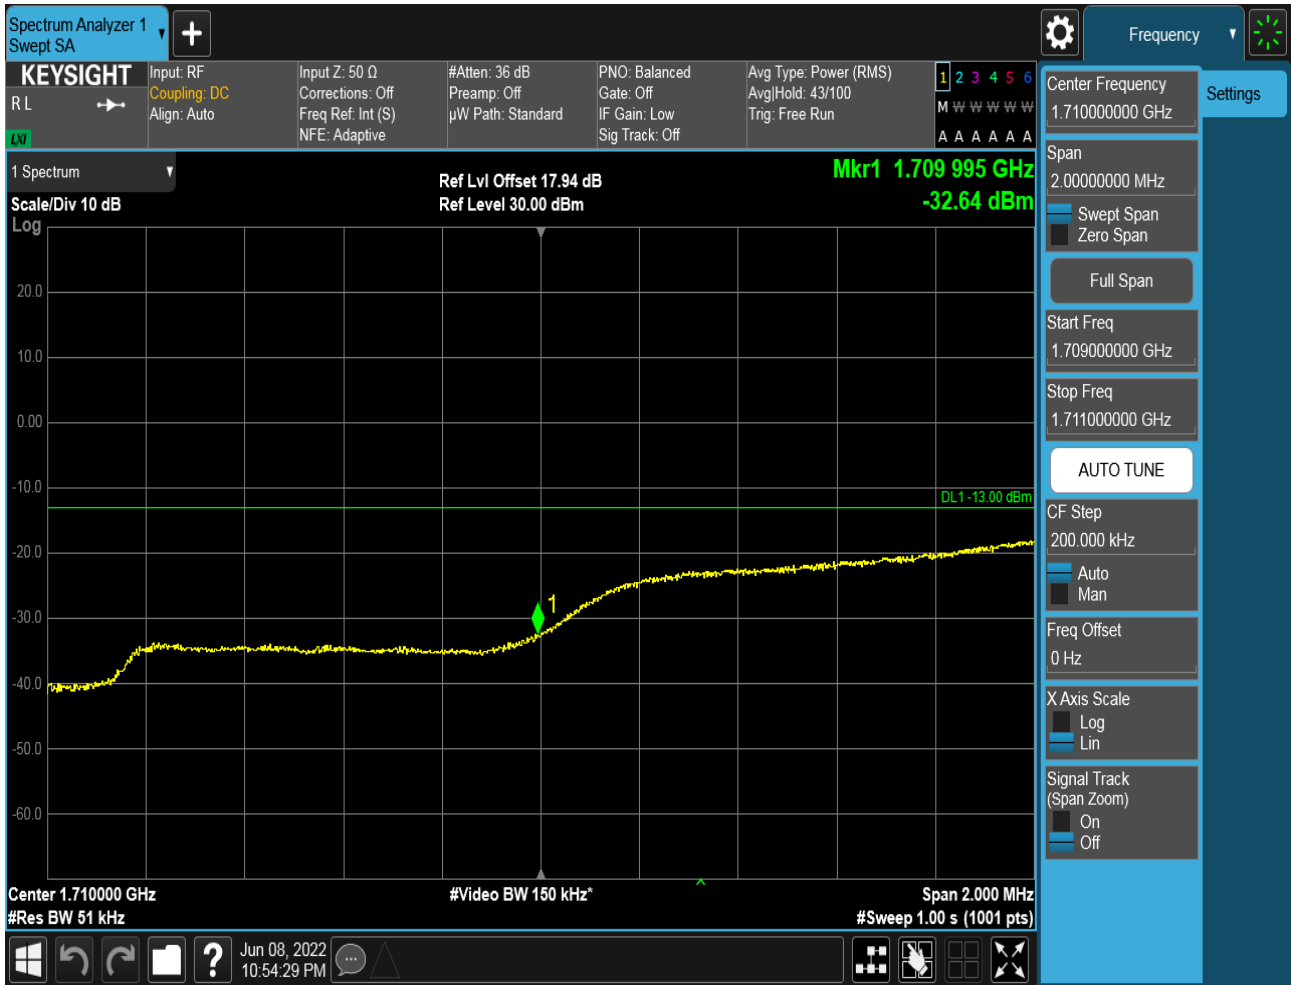 Spectrum Analyzer 1
Swept SA
Frequency
KEYSIGHT
R L
LXI
Input: RF
Coupling: DC
Align: Auto
Input Z: 50 Ω
Corrections: Off
Freq Ref: Int (S)
NFE: Adaptive
#Atten: 36 dB
Preamp: Off
µW Path: Standard
PNO: Balanced
Gate: Off
IF Gain: Low
Sig Track: Off
Avg Type: Power (RMS)
Avg|Hold: 43/100
Trig: Free Run
1 2 3 4 5 6
M W W W W W
A A A A A A
1 Spectrum
Scale/Div 10 dB
Log
Ref Lvl Offset 17.94 dB
Ref Level 30.00 dBm
Mkr1 1.709 995 GHz
-32.64 dBm
20.0
10.0
0.00
-10.0
-20.0
-30.0
-40.0
-50.0
-60.0
DL1 -13.00 dBm
1
Center 1.710000 GHz
#Res BW 51 kHz
#Video BW 150 kHz*
Span 2.000 MHz
#Sweep 1.00 s (1001 pts)
Center Frequency
1.710000000 GHz
Settings
Span
2.00000000 MHz
Swept Span
Zero Span
Full Span
Start Freq
1.709000000 GHz
Stop Freq
1.711000000 GHz
AUTO TUNE
CF Step
200.000 kHz
Auto
Man
Freq Offset
0 Hz
X Axis Scale
Log
Lin
Signal Track
(Span Zoom)
On
Off
?
Jun 08, 2022
10:54:29 PM